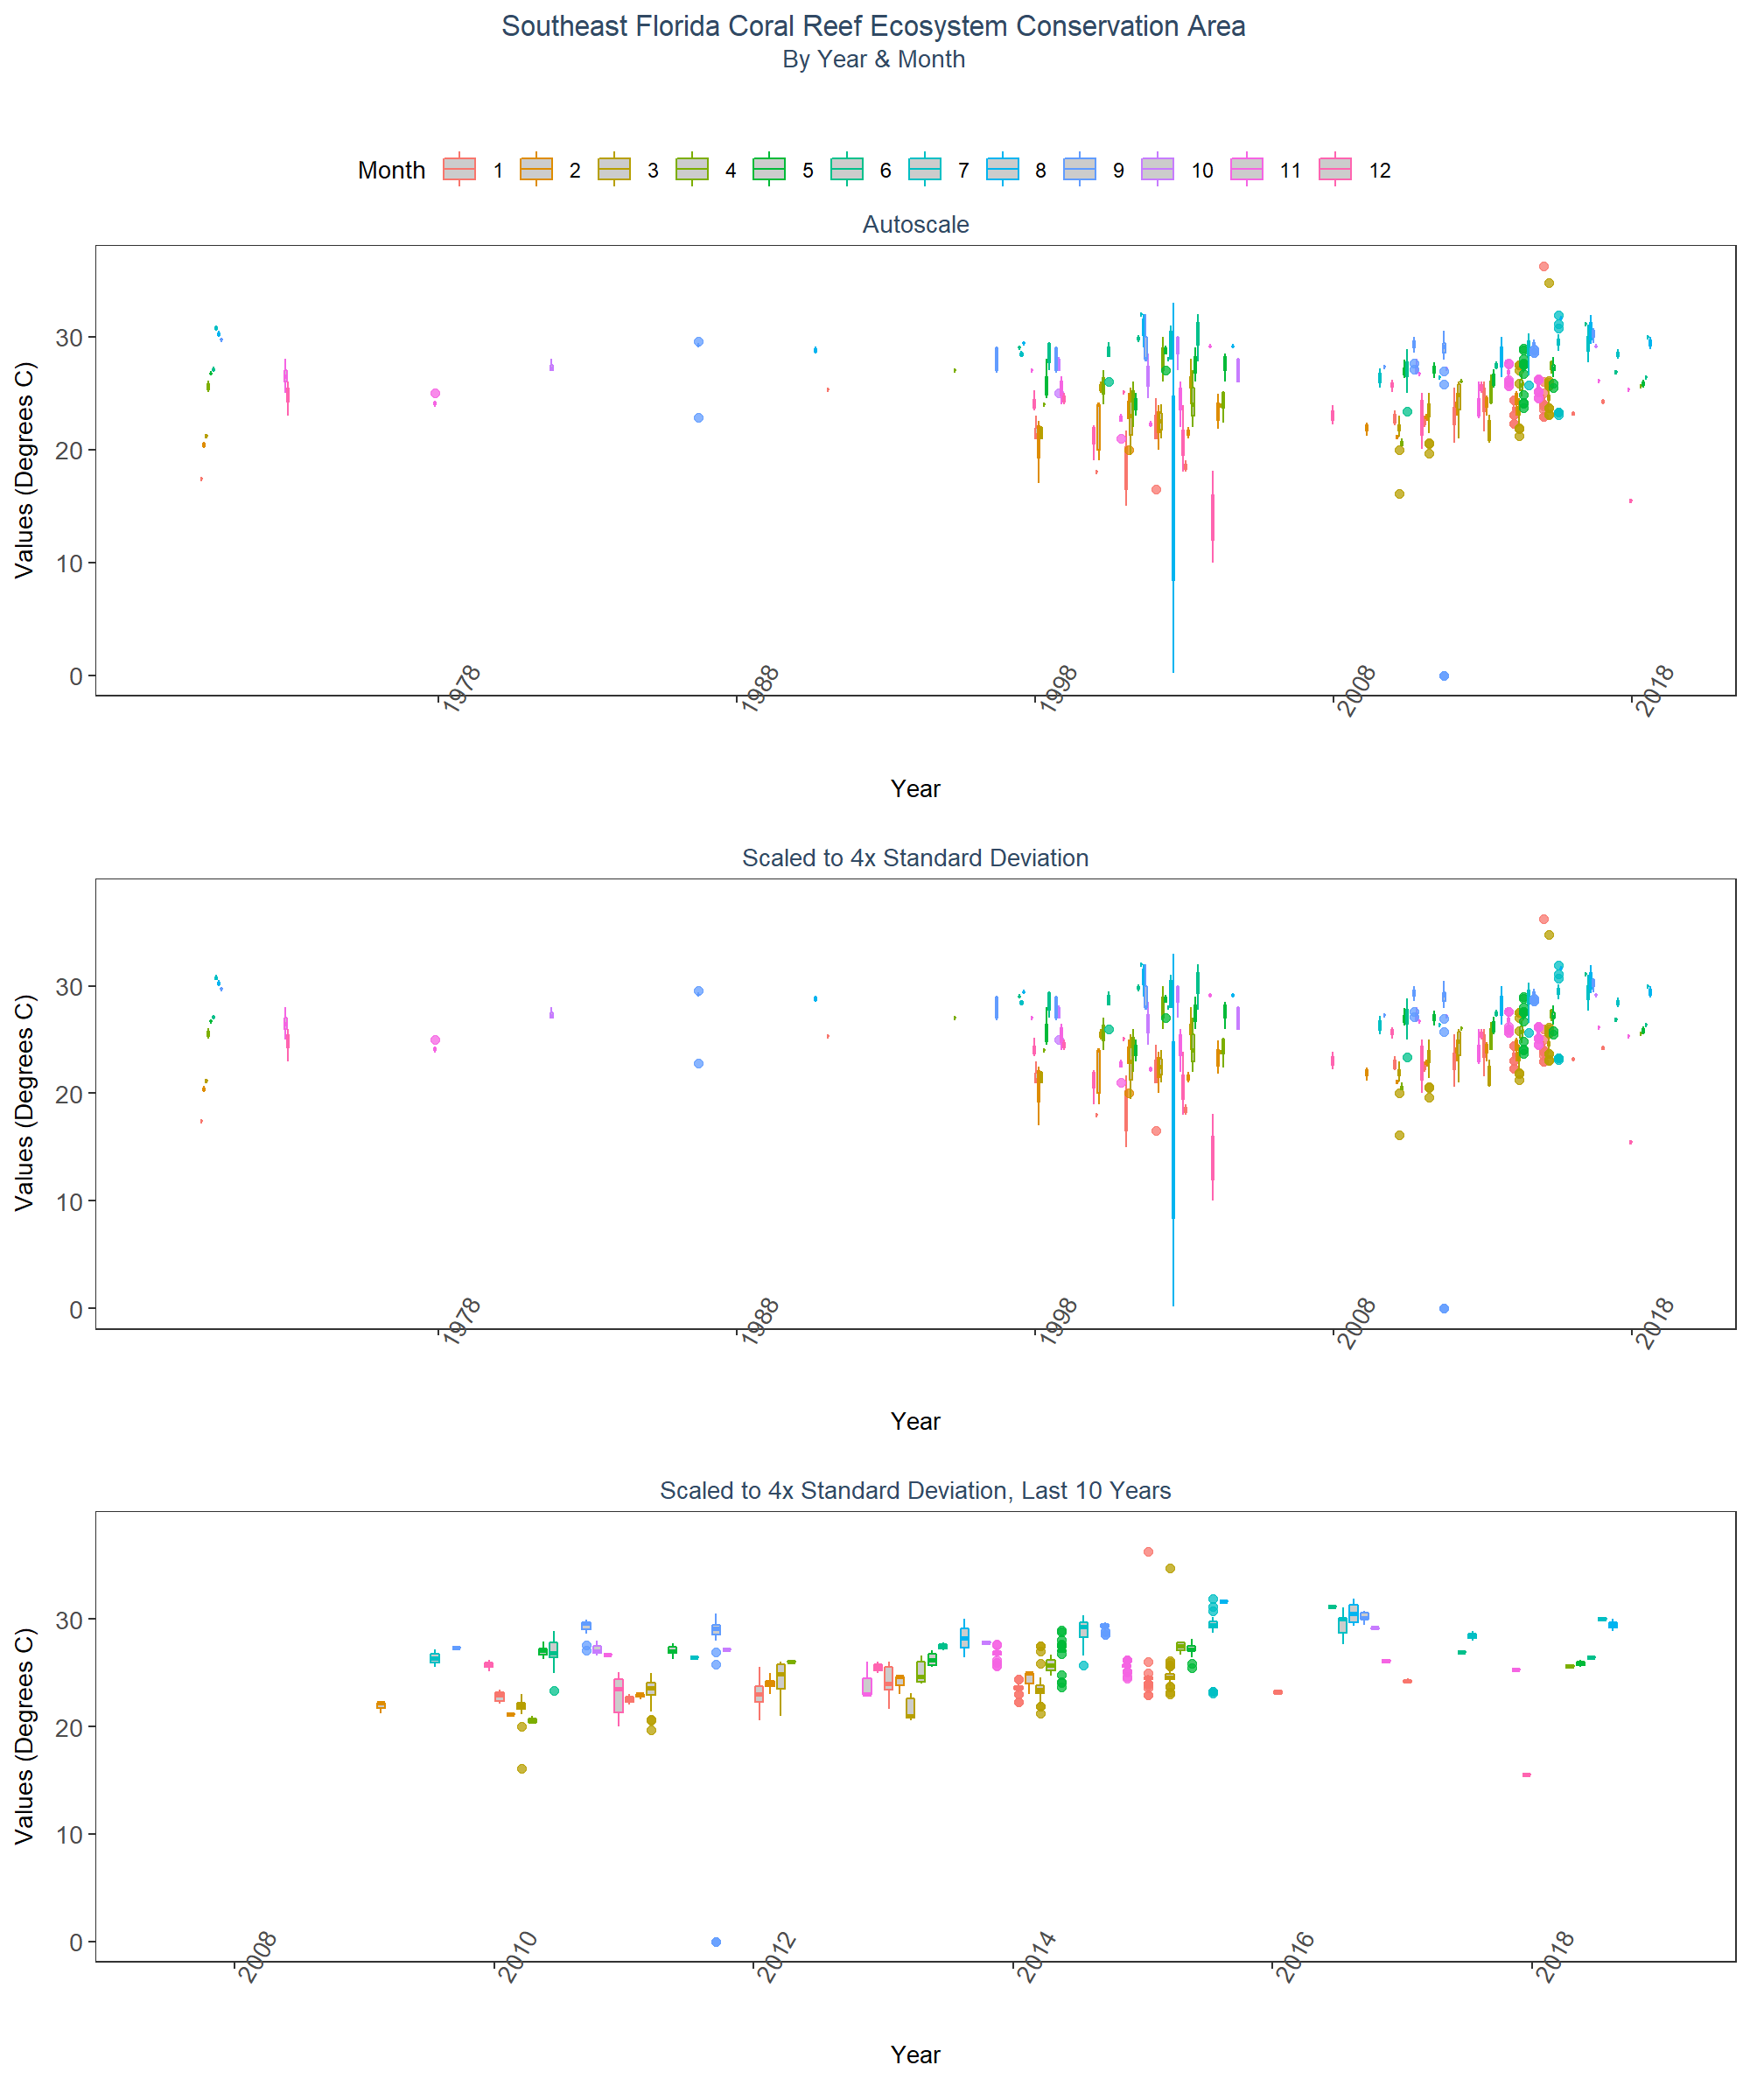 Southeast Florida Coral Reef Ecosystem Conservation Area
By Year & Month
Month 1 2 3 4 5 6 7 8 9 10 11 12
Autoscale
Values (Degrees C)
30
20
10
0
1978 1988 1998 2008 2018
Year
Scaled to 4x Standard Deviation
Values (Degrees C)
30
20
10
0
1978 1988 1998 2008 2018
Year
Scaled to 4x Standard Deviation, Last 10 Years
Values (Degrees C)
30
20
10
0
2008 2010 2012 2014 2016 2018
Year